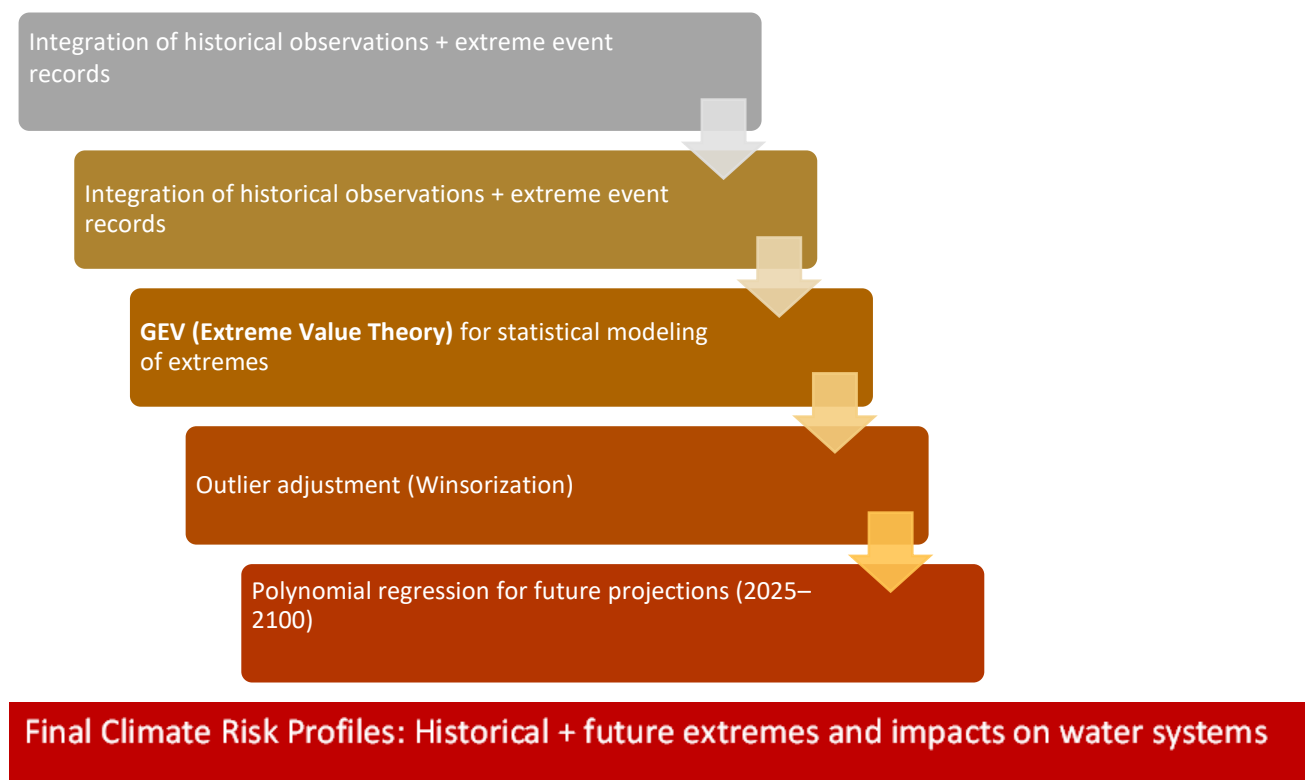 Integration of historical observations + extreme event
records
Integration of historical observations + extreme event
records
GEV (Extreme Value Theory) for statistical modeling
of extremes
Outlier adjustment (Winsorization)
Polynomial regression for future projections (2025–
2100)
Final Climate Risk Profiles: Historical + future extremes and impacts on water systems